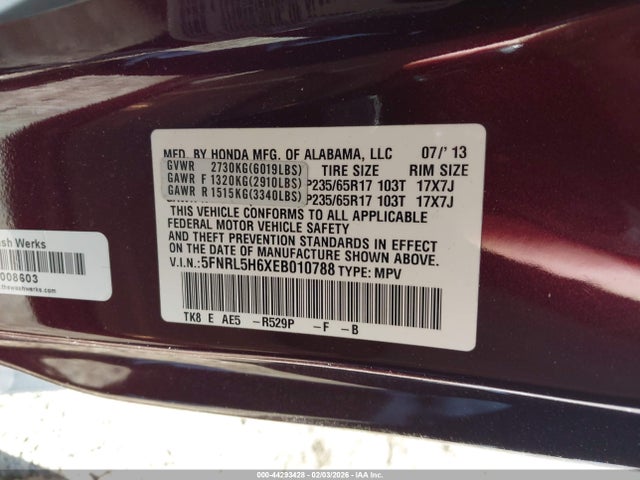 MFD. BY HONDA MFG. OF ALABAMA, LLC 07/'13
GVWR 2730KG(6019LBS) TIRE SIZE RIM SIZE
GAWR F 1320KG(2910LBS) P235/65R17 103T 17X7J
GAWR R 1515KG(3340LBS) P235/65R17 103T 17X7J
THIS VEHICLE CONFORMS TO ALL APPLICABLE
FEDERAL MOTOR VEHICLE SAFETY
AND THEFT PREVENTION STANDARDS IN
EFFECT ON THE DATE OF MANUFACTURE SHOWN ABOVE.
V.I.N.:5FNRL5H6XEB010788 TYPE: MPV
TK8 E AE5 -R529P -F -B
sh Werks
008603
thewashwerks.com
000-44293428 - 02/03/2026 - IAA Inc.